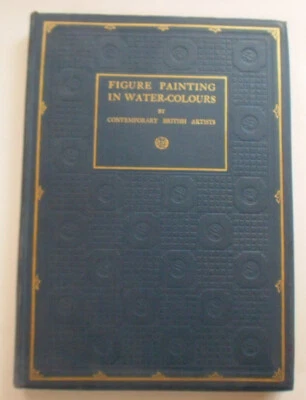 FIGURE PAINTING
IN WATER-COLOURS
BY
CONTEMPORARY BRITISH ARTISTS